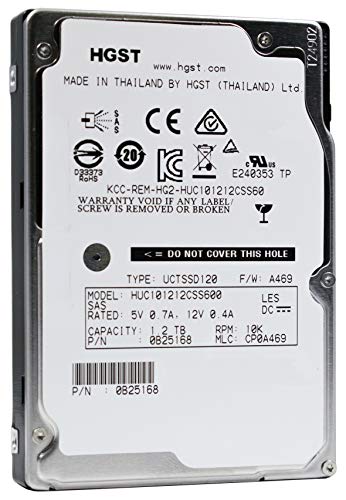 HGST
www.hgst.com
MADE IN THAILAND BY HGST (THAILAND) Ltd.
124902
SAS
D33373
RoHS
20
E240353 TP
KCC-REM-HG2-HUC101212CSS60
WARRANTY VOID IF ANY LABEL/
SCREW IS REMOVED OR BROKEN.
< = DO NOT COVER THIS HOLE
TYPE: UCTSSD120 F/W: A469
MODEL: HUC101212CSS600 LES
SAS DC
RATED: 5V 0.7A, 12V 0.4A
CAPACITY: 1.2 TB RPM: 10K
P/N : 0B25168 MLC: CP0A469
P/N : 0B25168